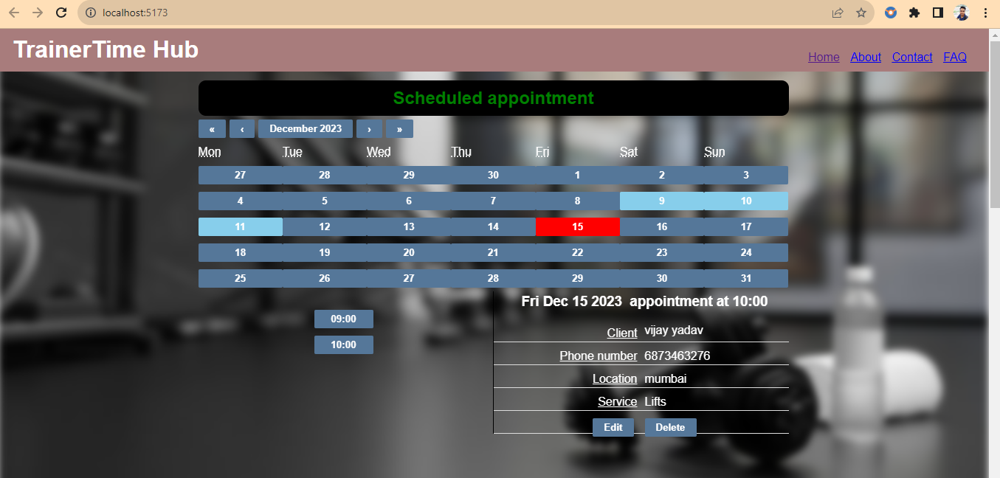 localhost:5173
TrainerTime Hub
Home About Contact FAQ
Scheduled appointment
« ‹ December 2023 › »
Mon Tue Wed Thu Fri Sat Sun
27 28 29 30 1 2 3
4 5 6 7 8 9 10
11 12 13 14 15 16 17
18 19 20 21 22 23 24
25 26 27 28 29 30 31
09:00
10:00
Fri Dec 15 2023 appointment at 10:00
Client vijay yadav
Phone number 6873463276
Location mumbai
Service Lifts
Edit Delete